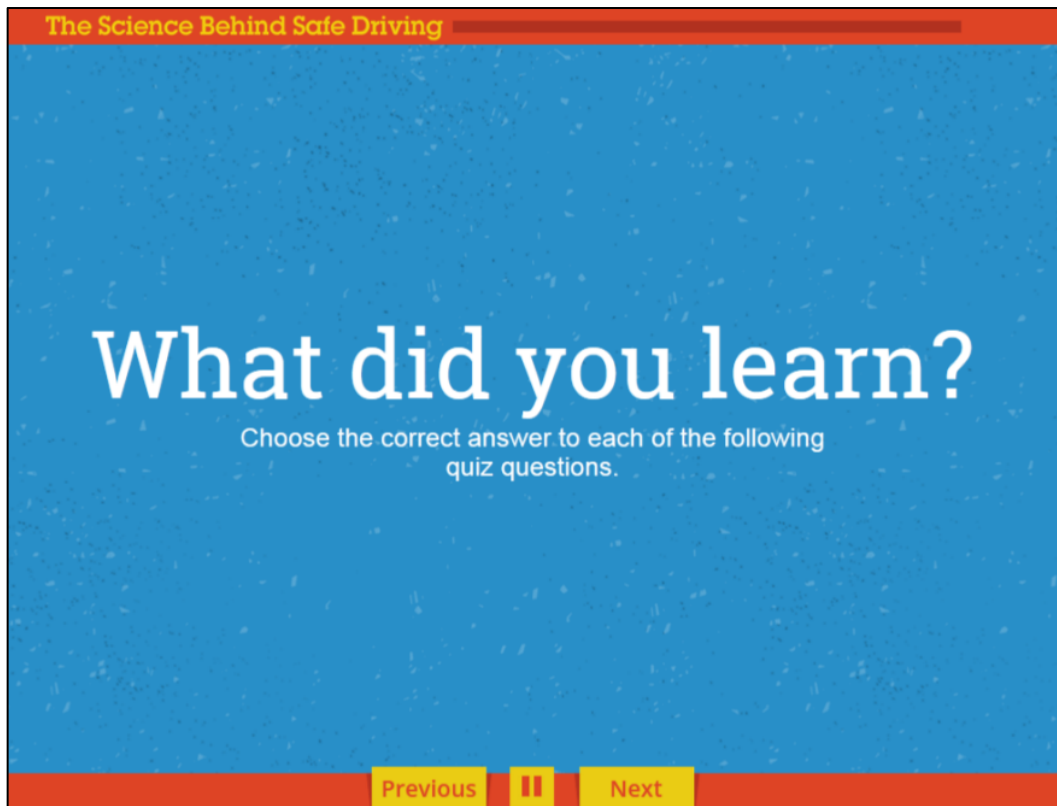 The Science Behind Safe Driving
What did you learn?
Choose the correct answer to each of the following
quiz questions.
Previous
Next